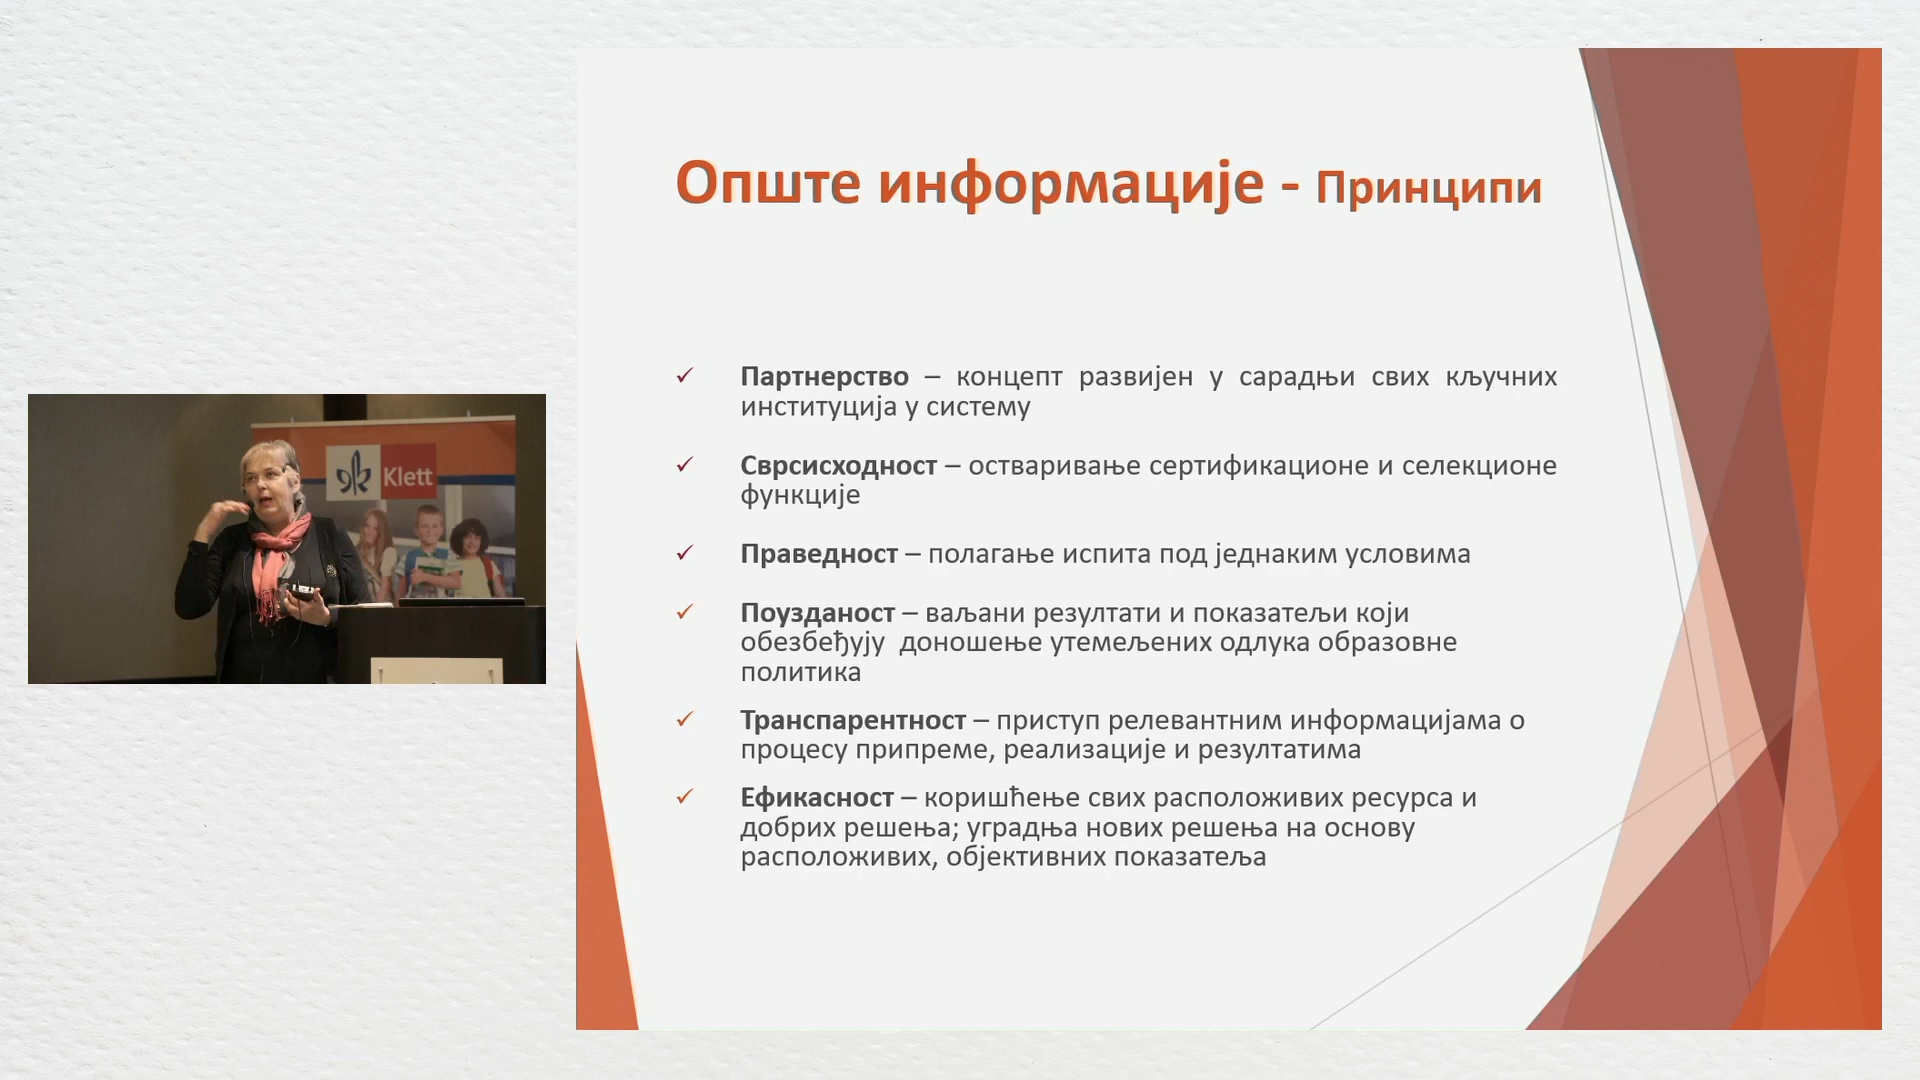 Опште информације - Принципи
Klett
✓ Партнерство – концепт развијен у сарадњи свих кључних
институција у систему
✓ Сврсисходност – остваривање сертификационе и селекционе
функције
✓ Праведност – полагање испита под једнаким условима
✓ Поузданост – ваљани резултати и показатељи који
обезбеђују доношење утемељених одлука образовне
политика
✓ Транспарентност – приступ релевантним информацијама о
процесу припреме, реализације и резултатима
✓ Ефикасност – коришћење свих расположивих ресурса и
добрих решења; уградња нових решења на основу
расположивих, објективних показатеља